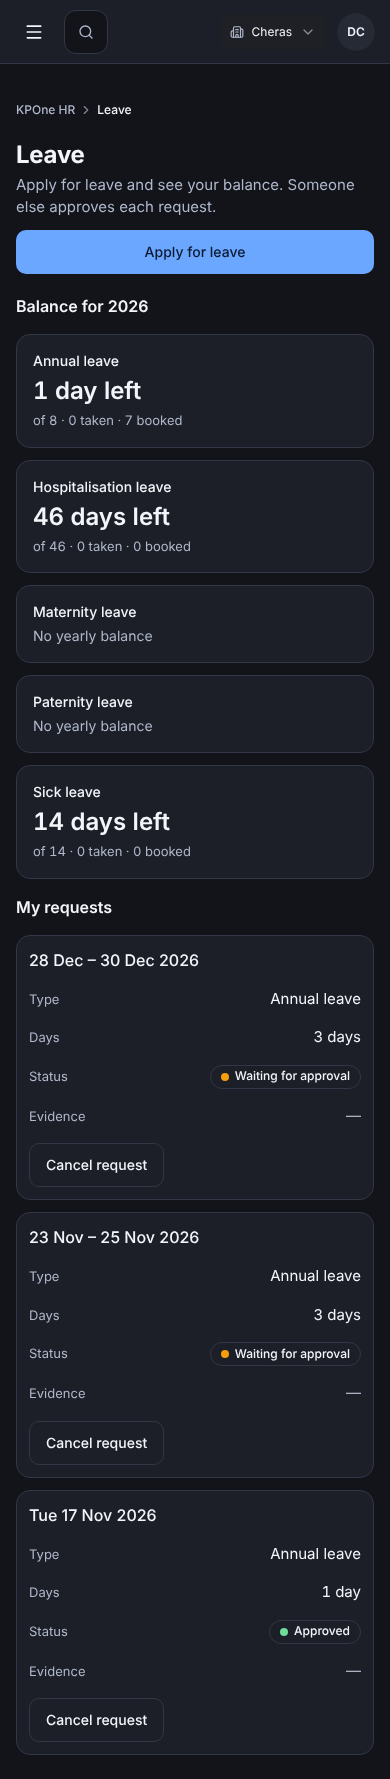 Cheras
DC
KPOne HR > Leave
Leave
Apply for leave and see your balance. Someone
else approves each request.
Apply for leave
Balance for 2026
Annual leave
1 day left
of 8 · 0 taken · 7 booked
Hospitalisation leave
46 days left
of 46 · 0 taken · 0 booked
Maternity leave
No yearly balance
Paternity leave
No yearly balance
Sick leave
14 days left
of 14 · 0 taken · 0 booked
My requests
28 Dec – 30 Dec 2026
Type Annual leave
Days 3 days
Status Waiting for approval
Evidence —
Cancel request
23 Nov – 25 Nov 2026
Type Annual leave
Days 3 days
Status Waiting for approval
Evidence —
Cancel request
Tue 17 Nov 2026
Type Annual leave
Days 1 day
Status Approved
Evidence —
Cancel request